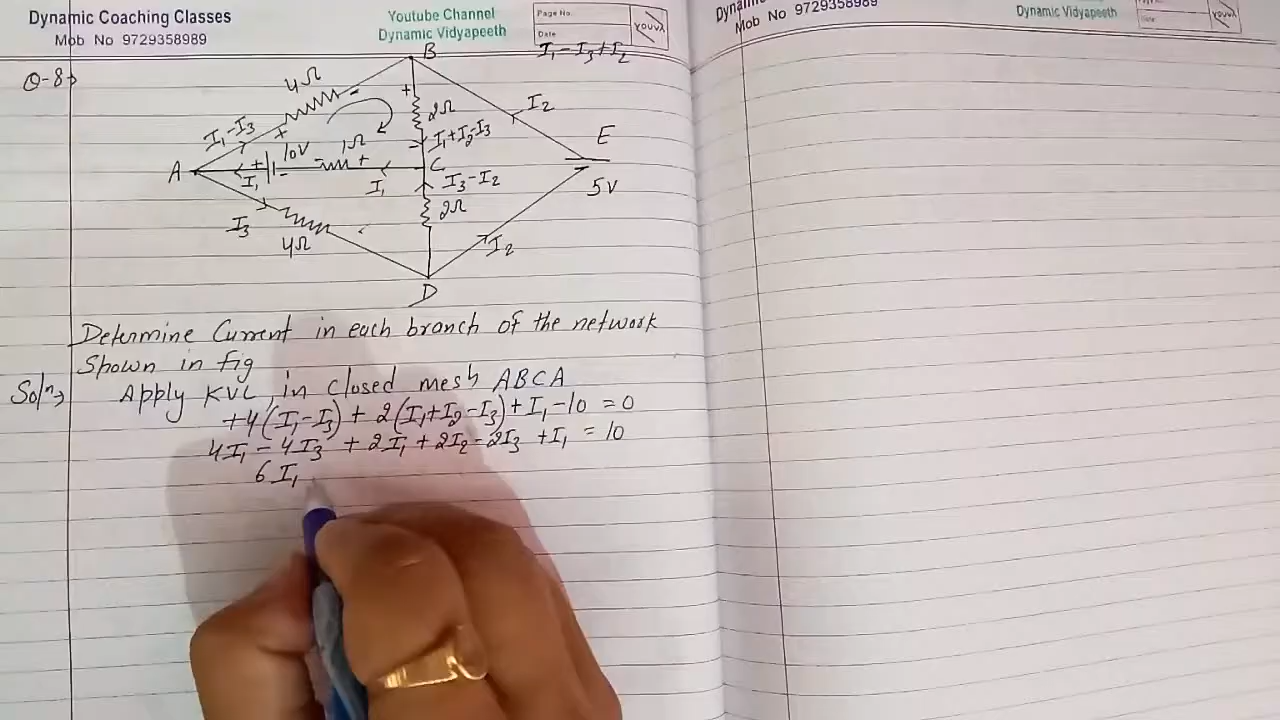 Dynamic Coaching Classes
Mob No 9729358989
Youtube Channel
Dynamic Vidyapeeth
Page No.
Date
YOUVA
9729358989
Dynamic Vidyapeeth
Q-8→
I₁-I₃+I₂
B
4Ω
+ -
+
2Ω
I₂
I₁-I₃
10V
1Ω
I₁+I₂-I₃
E
A
+ -
- +
C
I₁
I₁
I₃-I₂
5V
I₃
4Ω
2Ω
I₂
D
Determine Current in each branch of the network
Shown in fig
Solⁿ→ Apply KVL, in closed mesh ABCA
+4(I₁-I₃) + 2(I₁+I₂-I₃)+I₁-10 = 0
4I₁ - 4I₃ + 2I₁ + 2I₂ - 2I₃ + I₁ = 10
6I₁